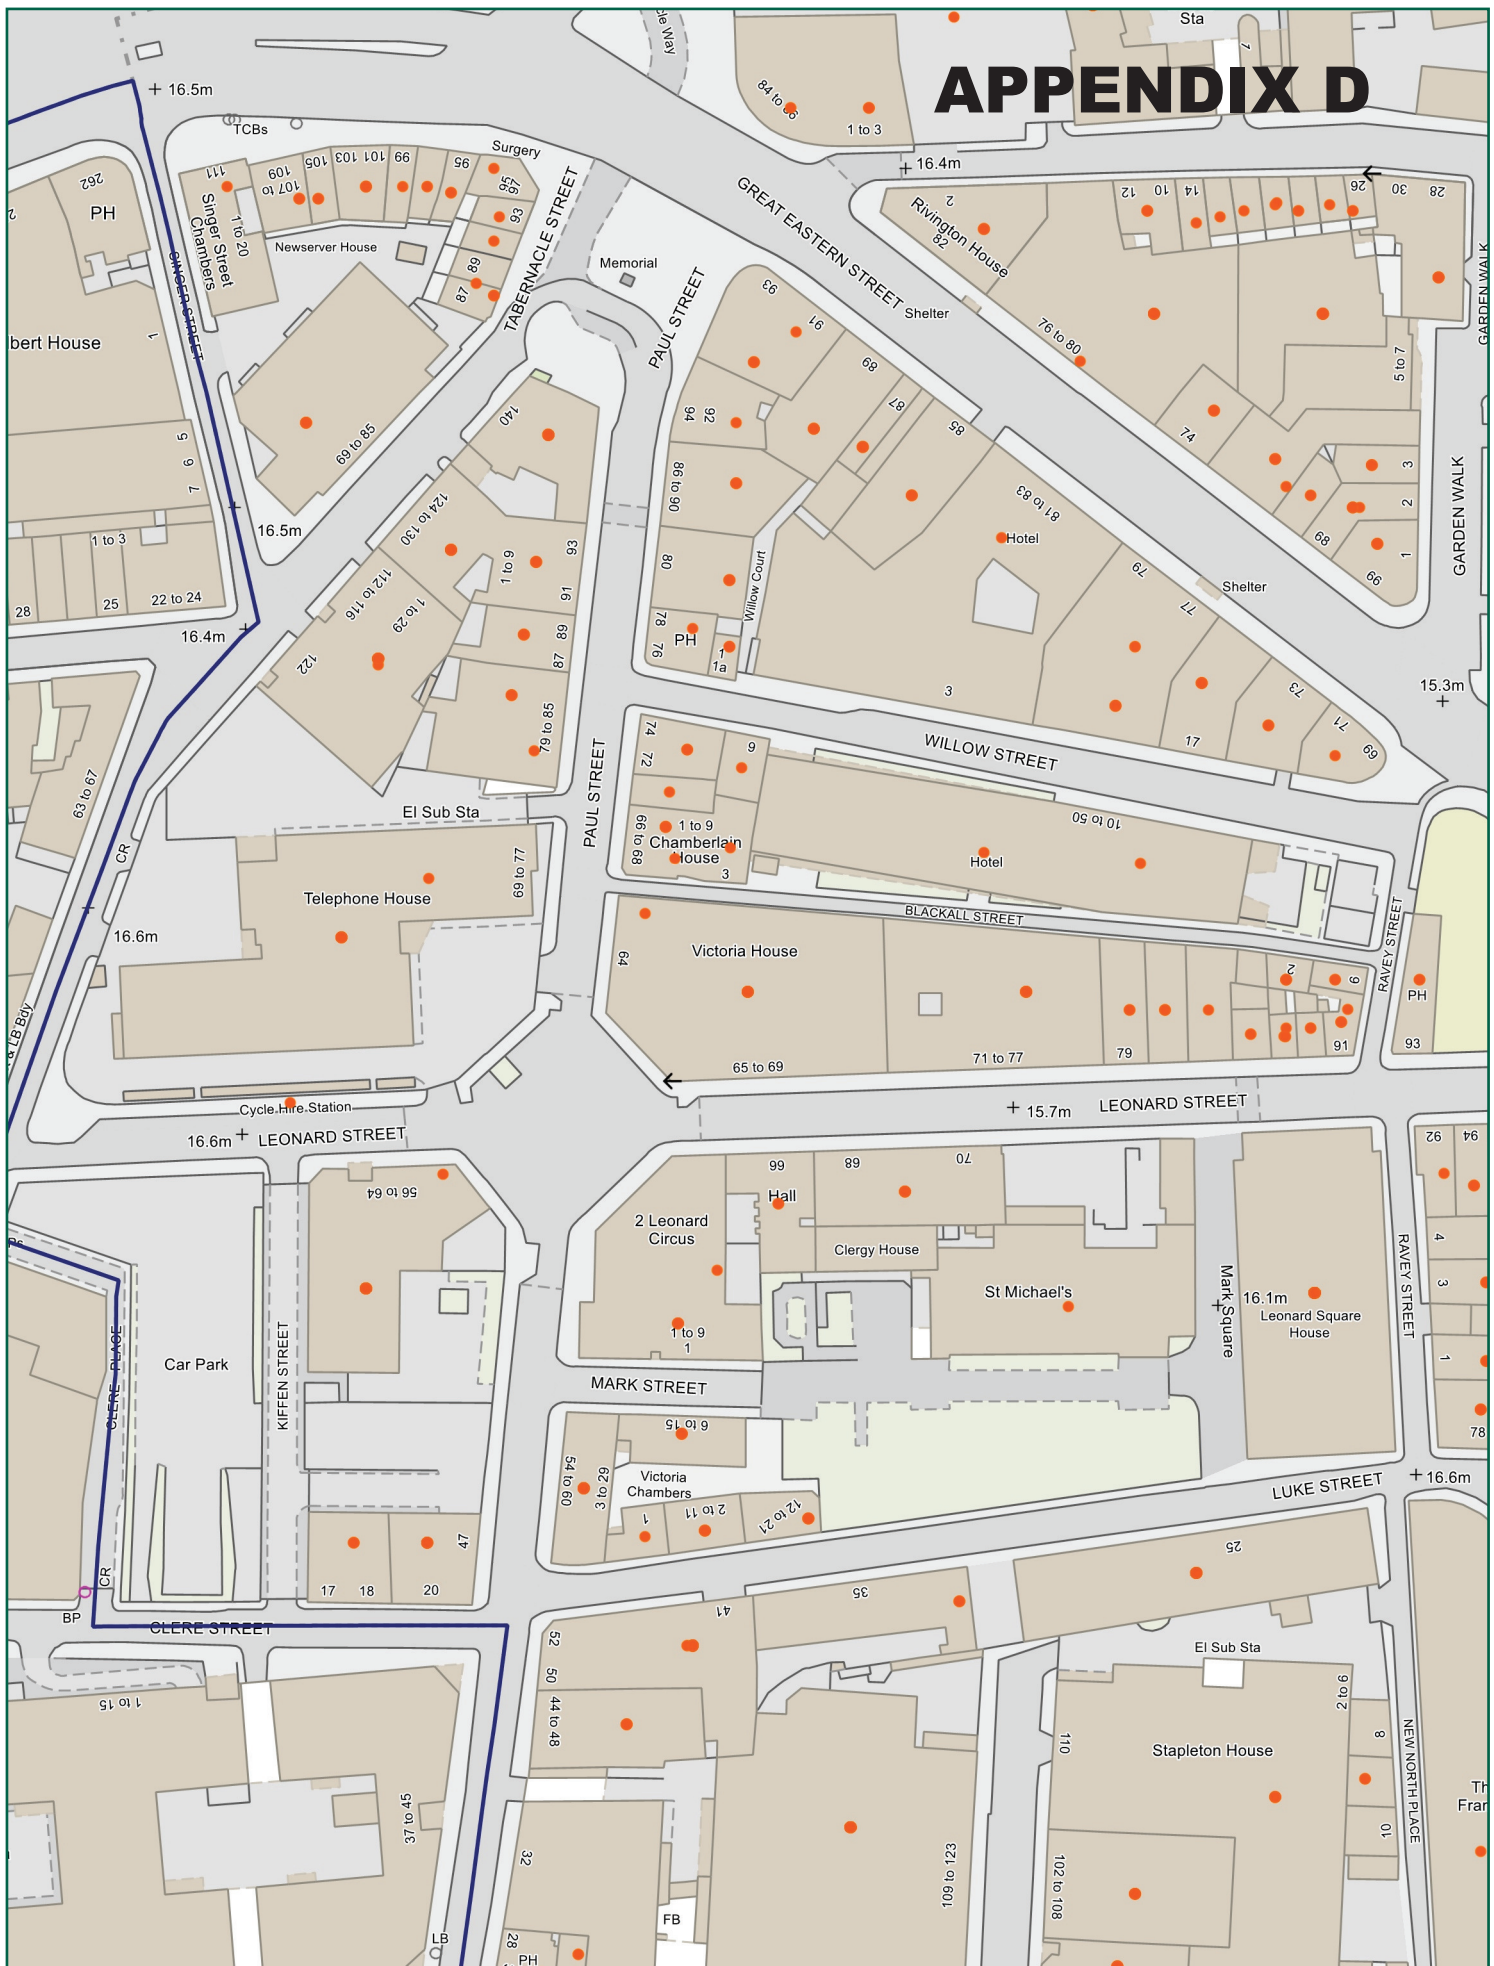 APPENDIX D
cle Way
Sta
7
84 to 86
1 to 3
16.5m
TCBs
16.4m
262
PH
111
Singer Street
Chambers
1 to 20
109
107 to
105
103
101
99
95
Surgery
95
97
93
89
87
Newserver House
SINGER STREET
TABERNACLE STREET
Memorial
PAUL STREET
GREAT EASTERN STREET
Shelter
2
Rivington House
82
12
10
14
26
30
28
GARDEN WALK
76 to 80
5 to 7
74
3
2
1
68
66
GARDEN WALK
bert House
1
5
6
7
69 to 85
16.5m
1 to 3
28
25
22 to 24
16.4m
140
124 to 130
112 to 116
1 to 29
122
1 to 9
93
91
89
87
79 to 85
93
91
89
87
85
94
92
86 to 90
80
78
76
PH
1
1a
Willow Court
81 to 83
Hotel
79
77
Shelter
73
71
69
17
3
15.3m
WILLOW STREET
63 to 67
CR
El Sub Sta
PAUL STREET
74
72
9
66 to 68
1 to 9
Chamberlain
House
3
10 to 50
Hotel
BLACKALL STREET
RAVEY STREET
Telephone House
69 to 77
16.6m
& LB Bdy
64
Victoria House
65 to 69
71 to 77
79
2
6
91
PH
93
Cycle Hire Station
16.6m
LEONARD STREET
15.7m
LEONARD STREET
56 to 64
2 Leonard
Circus
66
Hall
68
70
Clergy House
St Michael's
1 to 9
1
Mark Square
16.1m
Leonard Square
House
RAVEY STREET
92
94
4
3
1
78
Car Park
CLERE PLACE
KIFFEN STREET
MARK STREET
54 to 60
3 to 29
6 to 15
Victoria
Chambers
1
2 to 11
12 to 21
LUKE STREET
16.6m
17
18
20
47
CR
BP
CLERE STREET
1 to 15
37 to 45
LB
52
50
44 to 48
41
35
25
32
28
PH
FB
109 to 123
110
102 to 108
El Sub Sta
Stapleton House
2 to 6
8
10
NEW NORTH PLACE